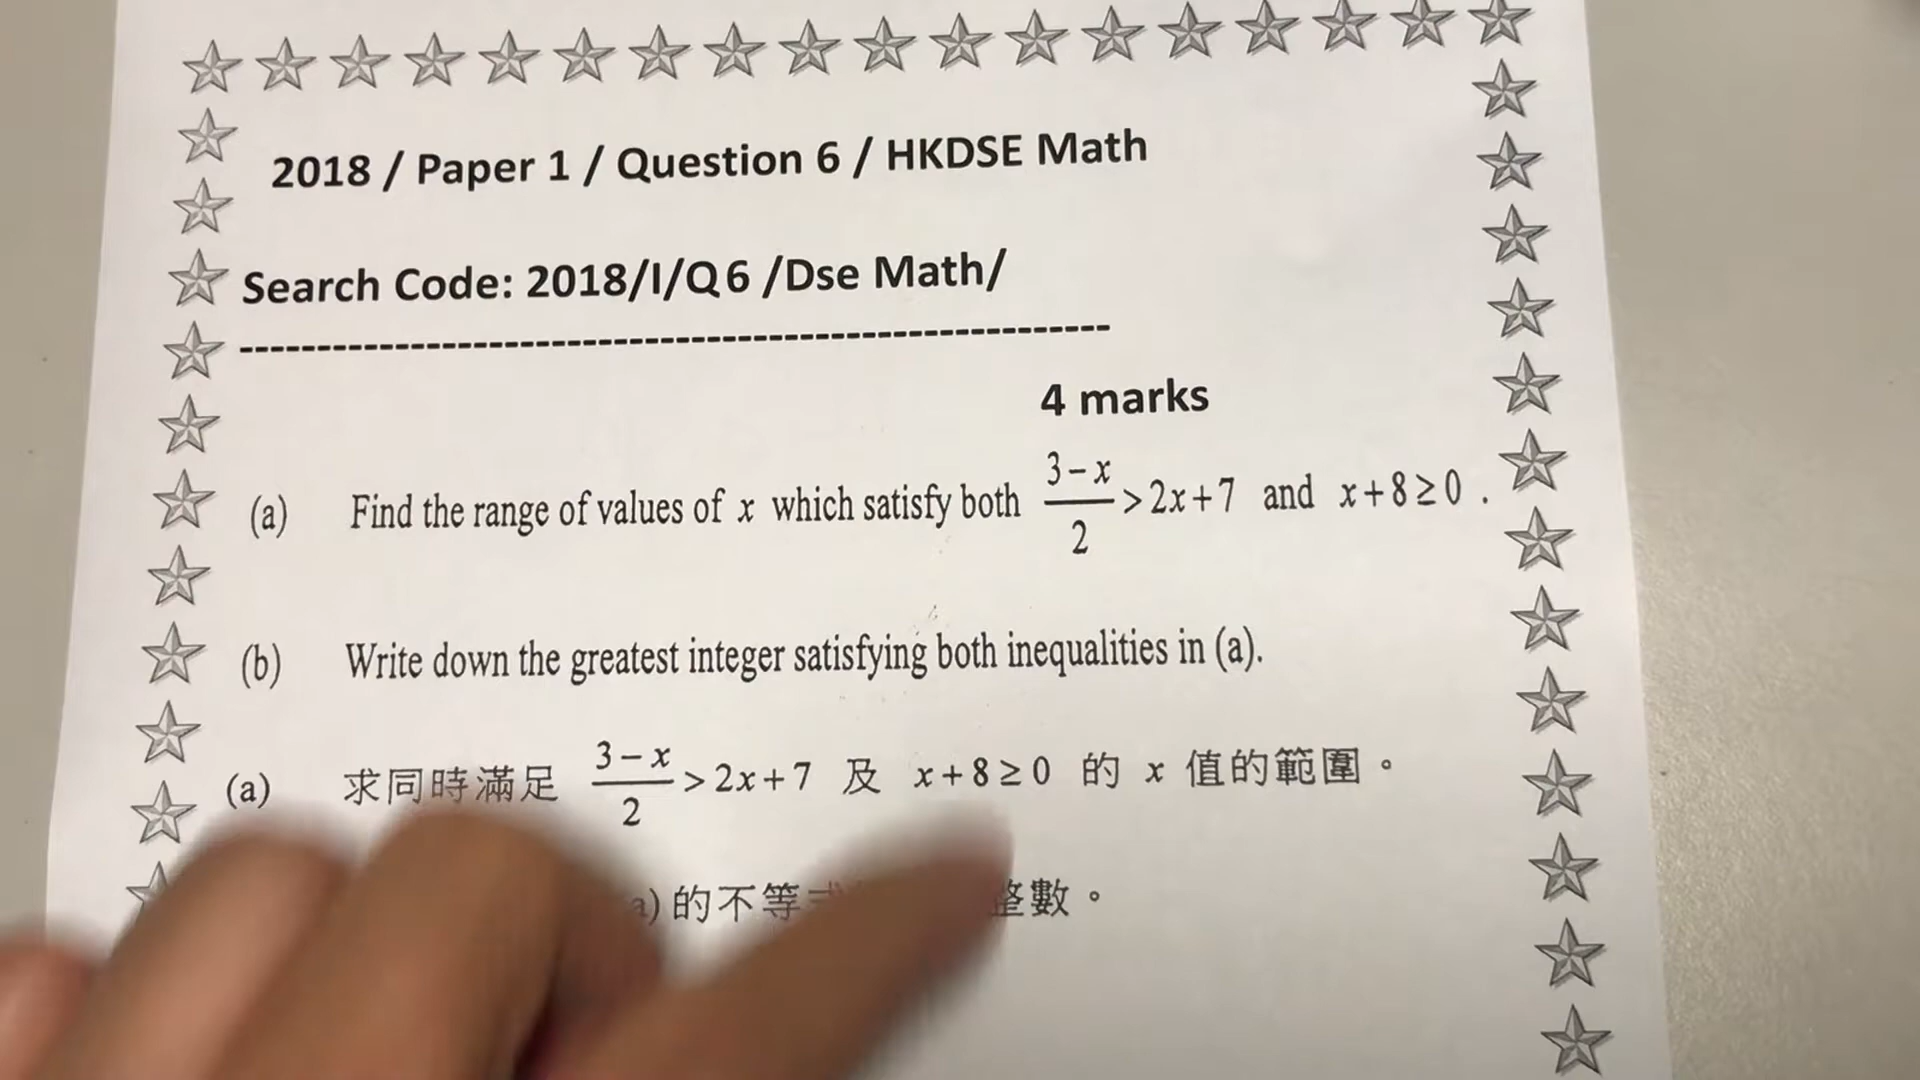 2018 / Paper 1 / Question 6 / HKDSE Math
Search Code: 2018/I/Q6 /Dse Math/
4 marks
(a) Find the range of values of x which satisfy both (3−x)/2 > 2x+7 and x+8≥0 .
(b) Write down the greatest integer satisfying both inequalities in (a).
(a) 求同時滿足 (3−x)/2 > 2x+7 及 x+8≥0 的 x 值的範圍。
a) 的不等 整數。